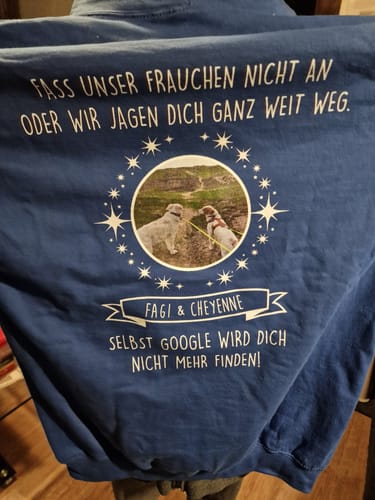 FASS UNSER FRAUCHEN NICHT AN
ODER WIR JAGEN DICH GANZ WEIT WEG.
FAGI & CHEYENNE
SELBST GOOGLE WIRD DICH
NICHT MEHR FINDEN!